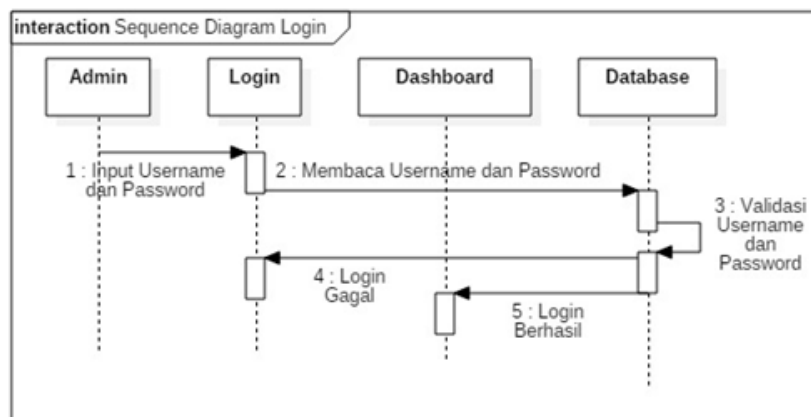 interaction Sequence Diagram Login
Admin
Login
Dashboard
Database
1 : Input Username
dan Password
2 : Membaca Username dan Password
3 : Validasi
Username
dan
Password
4 : Login
Gagal
5 : Login
Berhasil